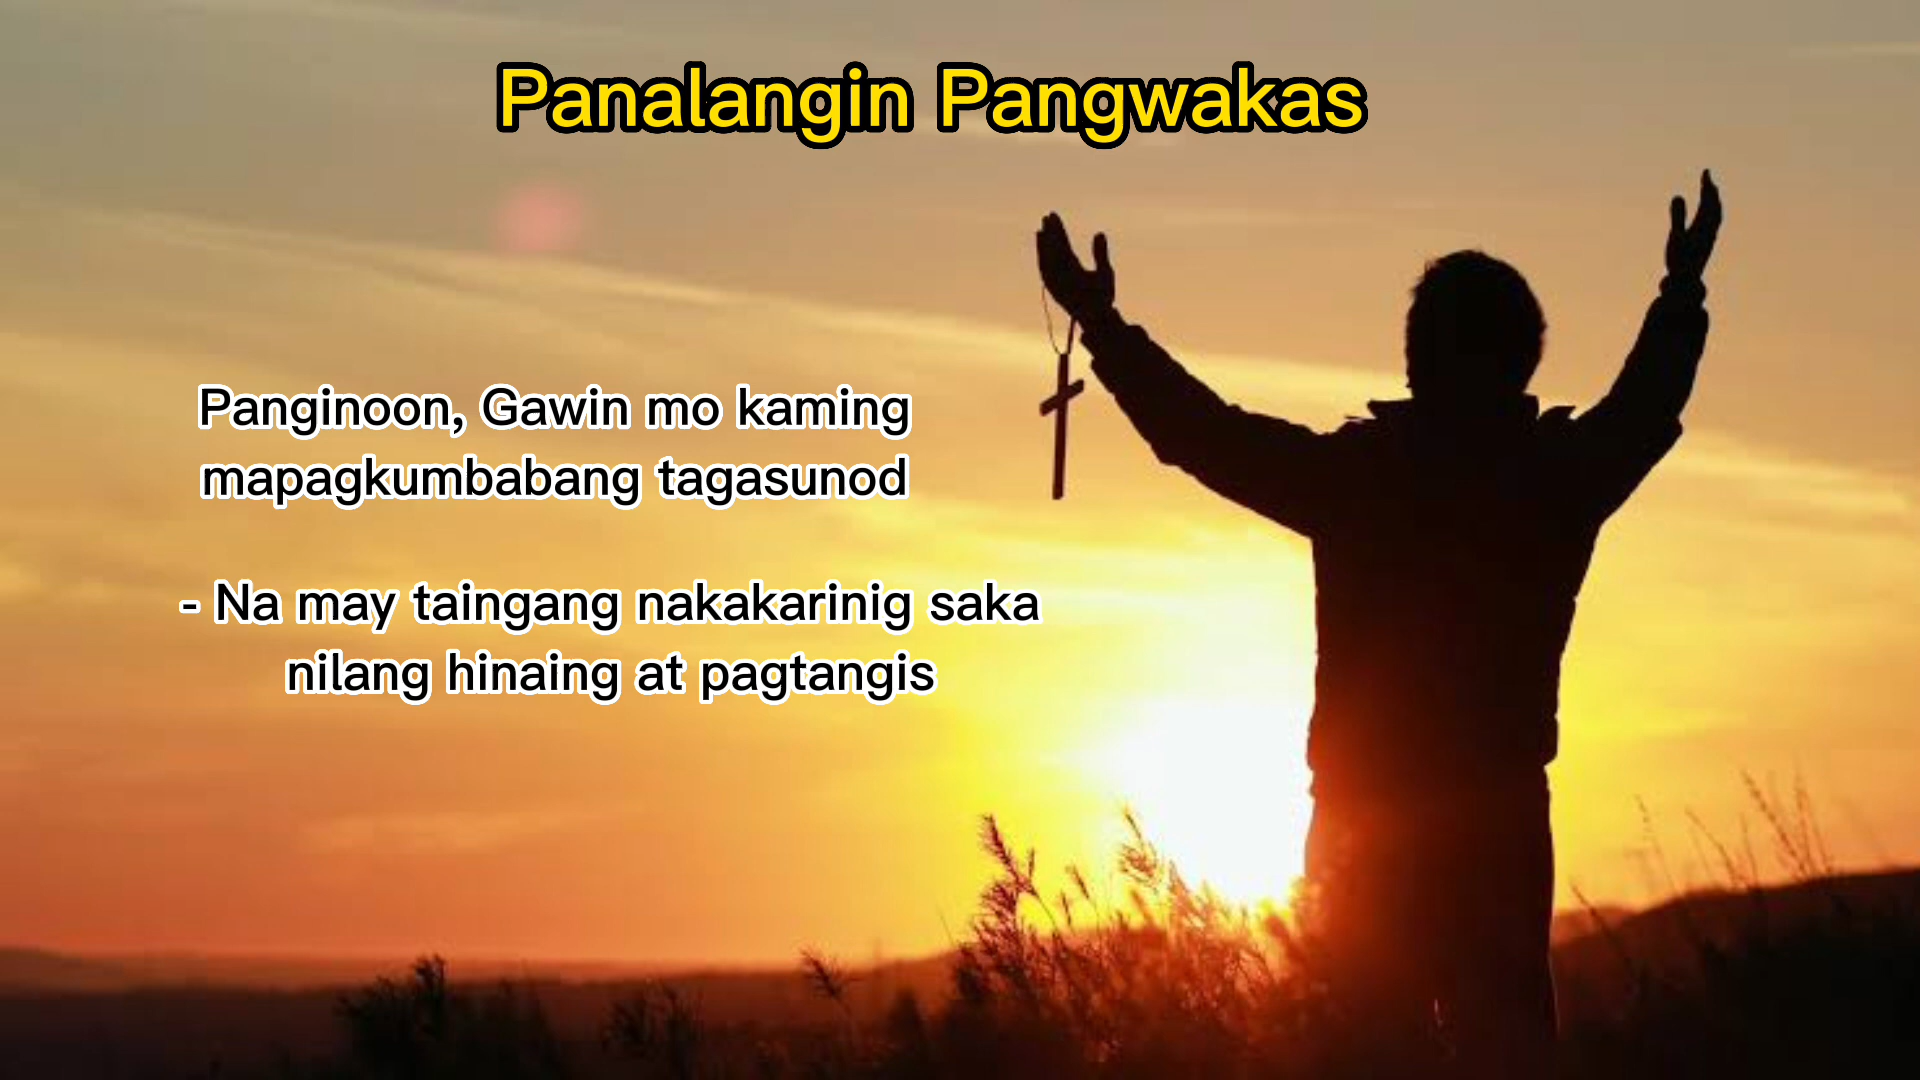 Panalangin Pangwakas
Panginoon, Gawin mo kaming
mapagkumbabang tagasunod
- Na may taingang nakakarinig saka
nilang hinaing at pagtangis